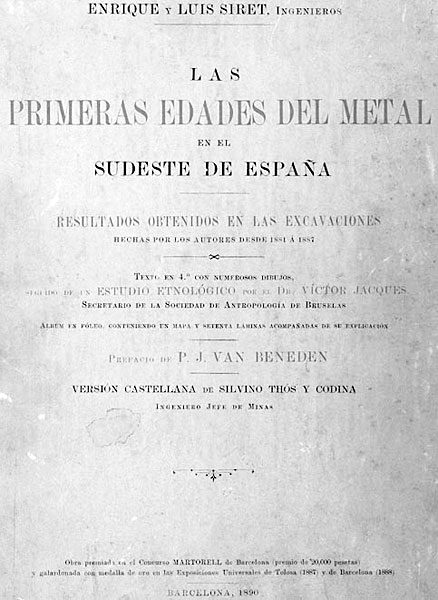 ENRIQUE Y LUIS SIRET, INGENIEROS
LAS
PRIMERAS EDADES DEL METAL
EN EL
SUDESTE DE ESPAÑA
RESULTADOS OBTENIDOS EN LAS EXCAVACIONES
HECHAS POR LOS AUTORES DESDE 1881 Á 1887
TEXTO EN 4.º CON NUMEROSOS DIBUJOS,
SEGUIDO DE UN ESTUDIO ETNOLÓGICO POR EL DR. VÍCTOR JACQUES
SECRETARIO DE LA SOCIEDAD DE ANTROPOLOGÍA DE BRUSELAS
ALBUM EN FÓLEO, CONTENIENDO UN MAPA Y SETENTA LÁMINAS ACOMPAÑADAS DE SU EXPLICACIÓN
PREFACIO DE P. J. VAN BENEDEN
VERSIÓN CASTELLANA DE SILVINO THÓS Y CODINA
INGENIERO JEFE DE MINAS
Obra premiada en el Concurso MARTORELL de Barcelona (premio de 20,000 pesetas)
y galardonada con medalla de oro en las Exposiciones Universales de Tolosa (1887) y de Barcelona (1888)
BARCELONA, 1890